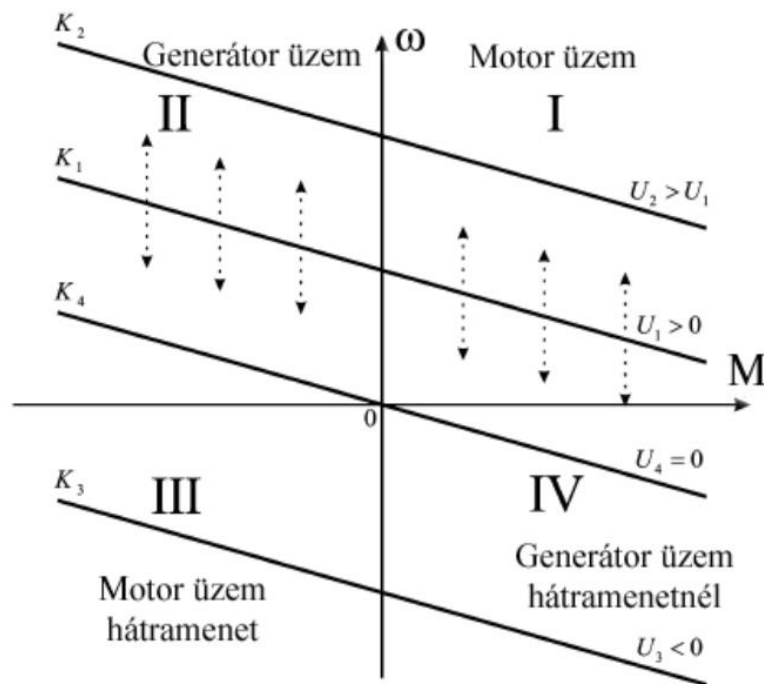 K₂
Generátor üzem
ω
Motor üzem
II
I
K₁
U₂ > U₁
K₄
U₁ > 0
M
0
U₄ = 0
K₃
III
IV
Generátor üzem
hátramenetnél
Motor üzem
hátramenet
U₃ < 0